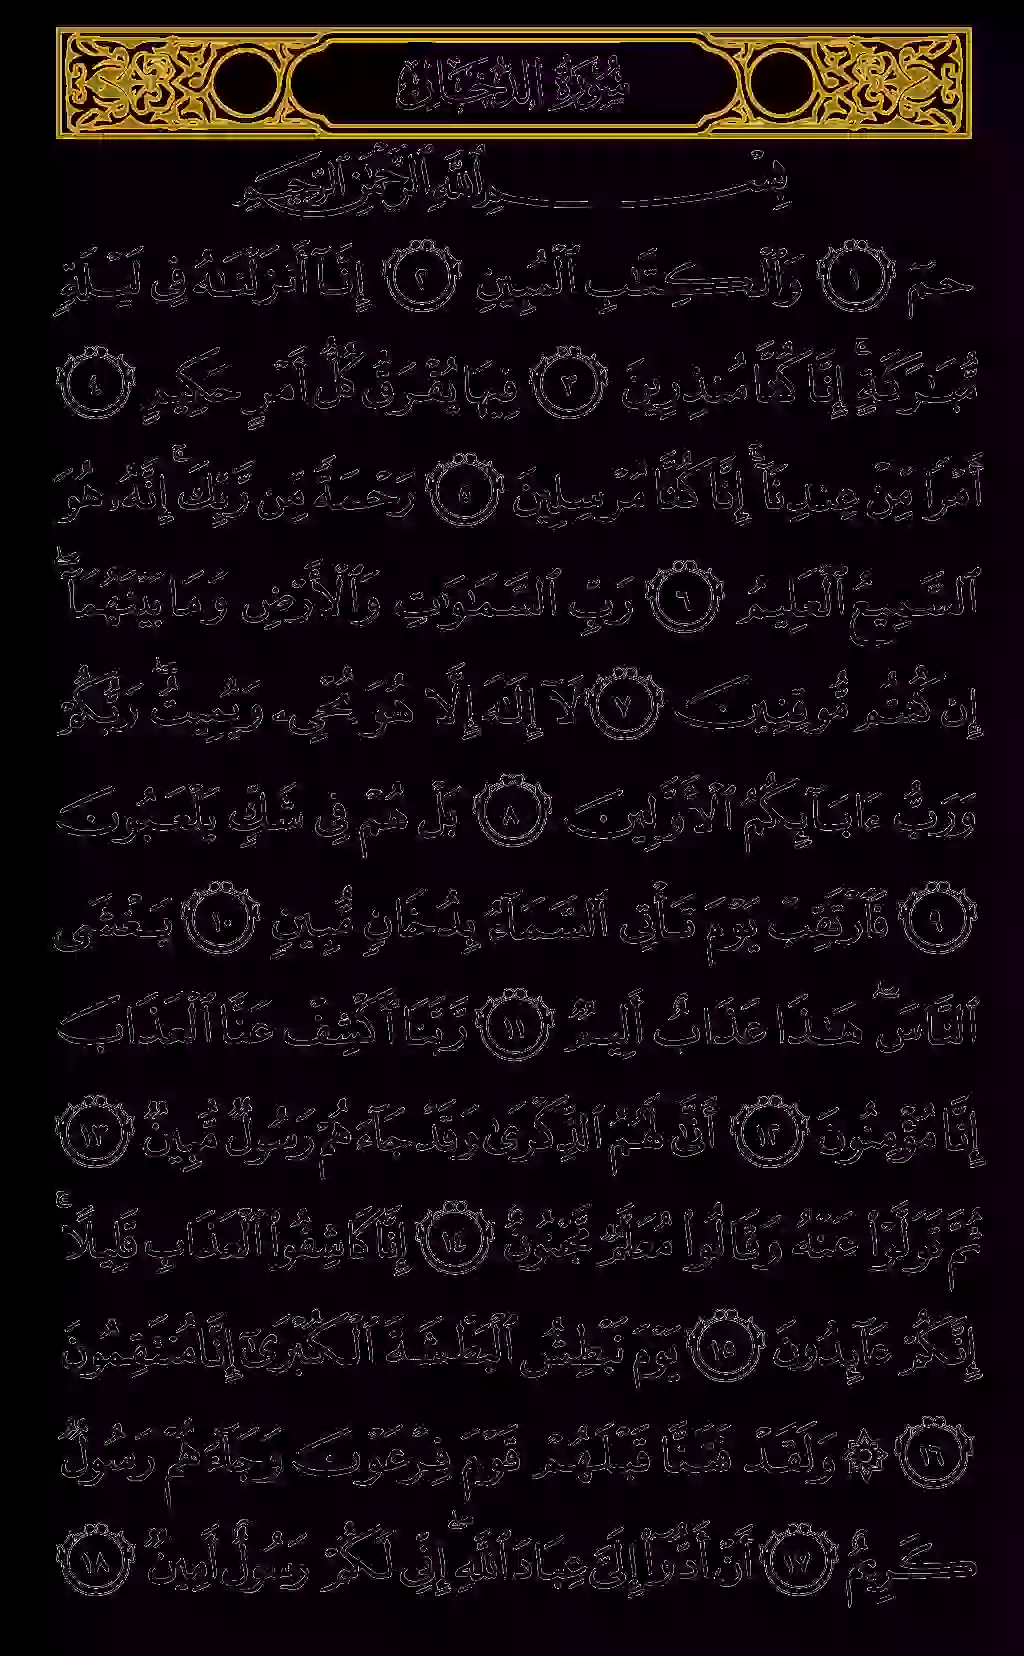 سُورَةُ الدُّخَانِ
بِسْمِ ٱللَّهِ ٱلرَّحْمَٰنِ ٱلرَّحِيمِ
حمٓ ١ وَٱلْكِتَٰبِ ٱلْمُبِينِ ٢ إِنَّآ أَنزَلْنَٰهُ فِى لَيْلَةٍ
مُّبَٰرَكَةٍ ۚ إِنَّا كُنَّا مُنذِرِينَ ٣ فِيهَا يُفْرَقُ كُلُّ أَمْرٍ حَكِيمٍ ٤
أَمْرًا مِّنْ عِندِنَآ ۚ إِنَّا كُنَّا مُرْسِلِينَ ٥ رَحْمَةً مِّن رَّبِّكَ ۚ إِنَّهُۥ هُوَ
ٱلسَّمِيعُ ٱلْعَلِيمُ ٦ رَبِّ ٱلسَّمَٰوَٰتِ وَٱلْأَرْضِ وَمَا بَيْنَهُمَآ ۖ
إِن كُنتُم مُّوقِنِينَ ٧ لَآ إِلَٰهَ إِلَّا هُوَ يُحْىِۦ وَيُمِيتُ ۖ رَبُّكُمْ
وَرَبُّ ءَابَآئِكُمُ ٱلْأَوَّلِينَ ٨ بَلْ هُمْ فِى شَكٍّ يَلْعَبُونَ
٩ فَٱرْتَقِبْ يَوْمَ تَأْتِى ٱلسَّمَآءُ بِدُخَانٍ مُّبِينٍ ١٠ يَغْشَى
ٱلنَّاسَ ۖ هَٰذَا عَذَابٌ أَلِيمٌ ١١ رَّبَّنَا ٱكْشِفْ عَنَّا ٱلْعَذَابَ
إِنَّا مُؤْمِنُونَ ١٢ أَنَّىٰ لَهُمُ ٱلذِّكْرَىٰ وَقَدْ جَآءَهُمْ رَسُولٌ مُّبِينٌ ١٣
ثُمَّ تَوَلَّوْا۟ عَنْهُ وَقَالُوا۟ مُعَلَّمٌ مَّجْنُونٌ ١٤ إِنَّا كَاشِفُوا۟ ٱلْعَذَابِ قَلِيلًا ۚ
إِنَّكُمْ عَآئِدُونَ ١٥ يَوْمَ نَبْطِشُ ٱلْبَطْشَةَ ٱلْكُبْرَىٰٓ إِنَّا مُنتَقِمُونَ
١٦ ۞ وَلَقَدْ فَتَنَّا قَبْلَهُمْ قَوْمَ فِرْعَوْنَ وَجَآءَهُمْ رَسُولٌ
كَرِيمٌ ١٧ أَنْ أَدُّوٓا۟ إِلَىَّ عِبَادَ ٱللَّهِ ۖ إِنِّى لَكُمْ رَسُولٌ أَمِينٌ ١٨